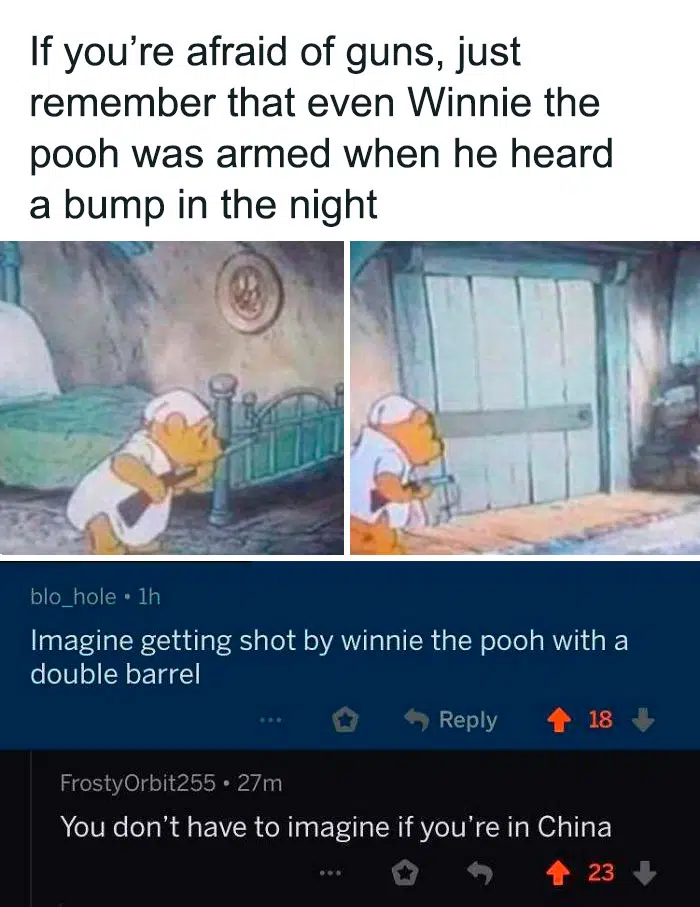 If you’re afraid of guns, just
remember that even Winnie the
pooh was armed when he heard
a bump in the night
blo_hole • 1h
Imagine getting shot by winnie the pooh with a
double barrel
... Reply 18
FrostyOrbit255 • 27m
You don’t have to imagine if you’re in China
... 23